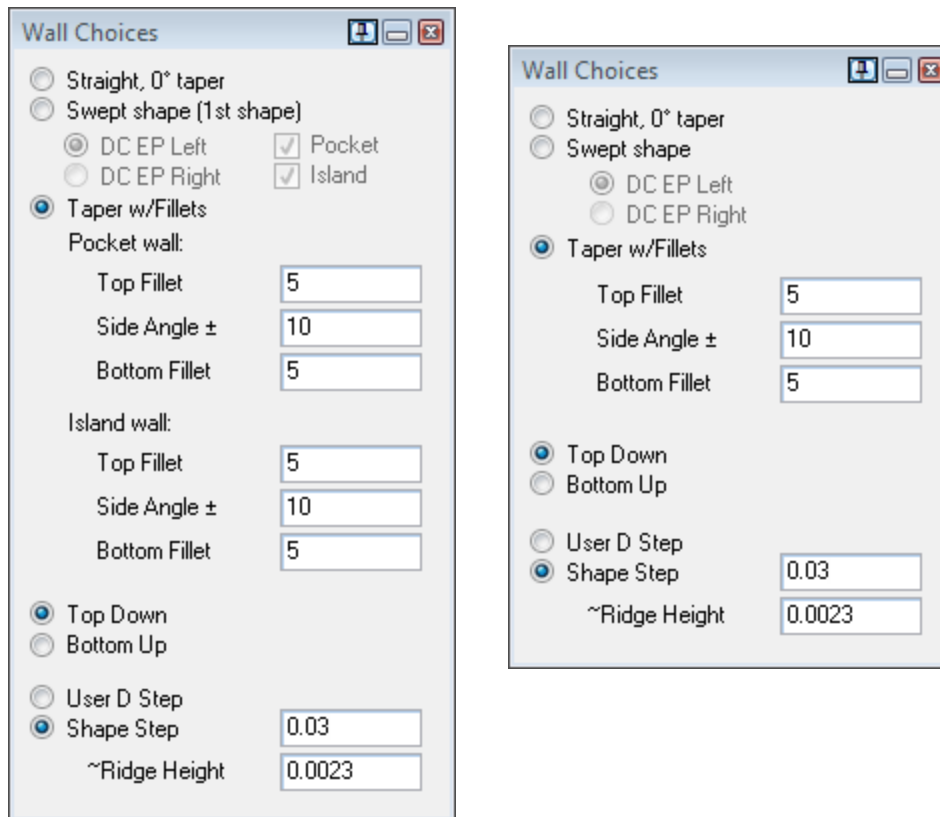 Wall Choices
Straight, 0° taper
Swept shape (1st shape)
DC EP Left Pocket
DC EP Right Island
Taper w/Fillets
Pocket wall:
Top Fillet 5
Side Angle ± 10
Bottom Fillet 5
Island wall:
Top Fillet 5
Side Angle ± 10
Bottom Fillet 5
Top Down
Bottom Up
User D Step
Shape Step 0.03
~Ridge Height 0.0023
Wall Choices
Straight, 0° taper
Swept shape
DC EP Left
DC EP Right
Taper w/Fillets
Top Fillet 5
Side Angle ± 10
Bottom Fillet 5
Top Down
Bottom Up
User D Step
Shape Step 0.03
~Ridge Height 0.0023